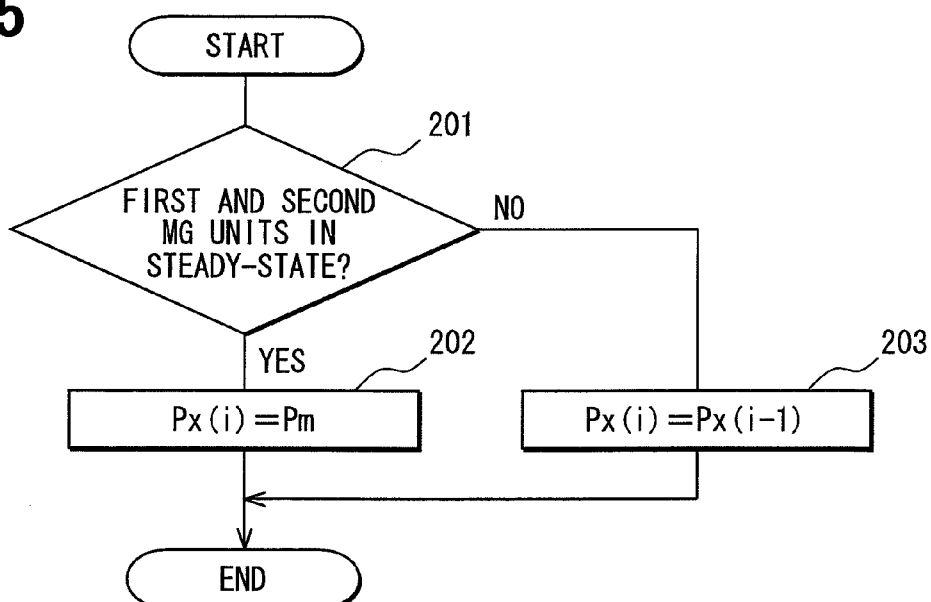 5
START
201
FIRST AND SECOND
MG UNITS IN
STEADY-STATE?
NO
YES
202
203
Px(i)=Pm
Px(i)=Px(i-1)
END